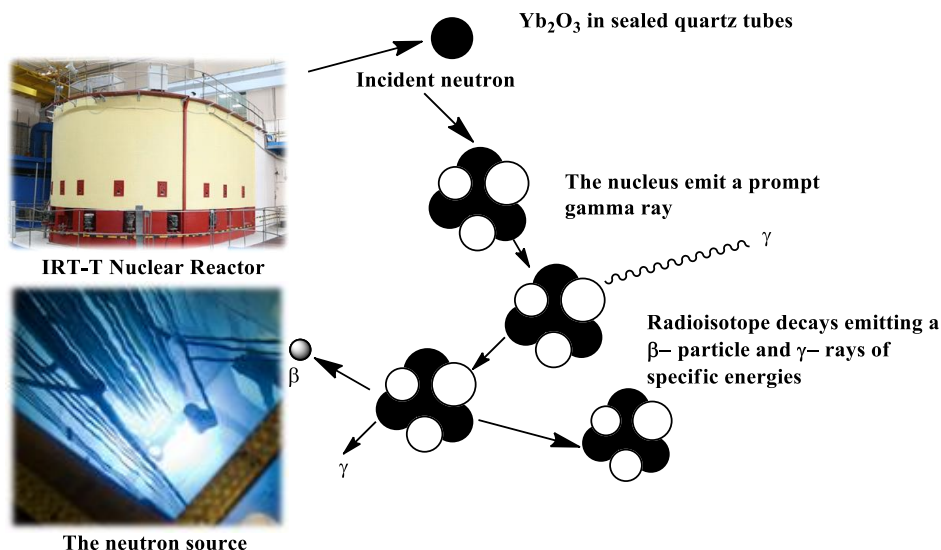 Yb₂O₃ in sealed quartz tubes
Incident neutron
The nucleus emit a prompt
gamma ray
IRT-T Nuclear Reactor
γ
Radioisotope decays emitting a
β– particle and γ– rays of
specific energies
β
γ
The neutron source